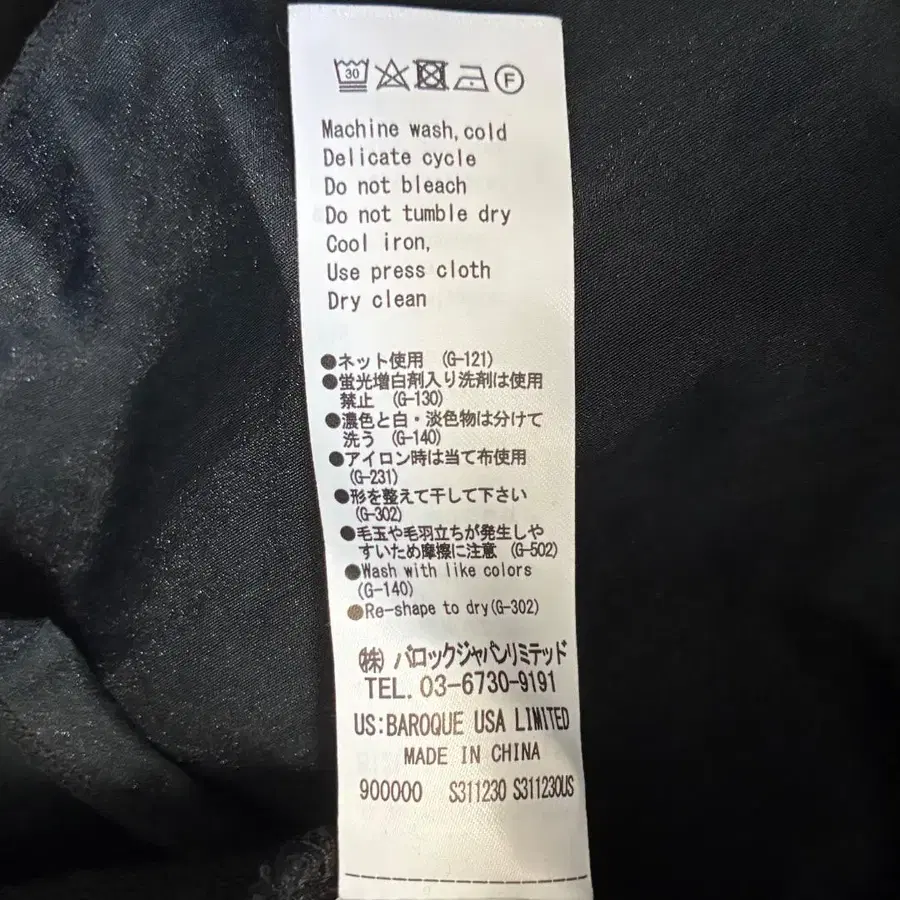 30
F
Machine wash,cold
Delicate cycle
Do not bleach
Do not tumble dry
Cool iron,
Use press cloth
Dry clean
●ネット使用 (G-121)
●蛍光増白剤入り洗剤は使用
禁止 (G-130)
●濃色と白・淡色物は分けて
洗う (G-140)
●アイロン時は当て布使用
(G-231)
●形を整えて干して下さい
(G-302)
●毛玉や毛羽立ちが発生しや
すいため摩擦に注意 (G-502)
●Wash with like colors
(G-140)
●Re-shape to dry(G-302)
㈱ バロックジャパンリミテッド
TEL. 03-6730-9191
US:BAROQUE USA LIMITED
MADE IN CHINA
900000 S311230 S311230US